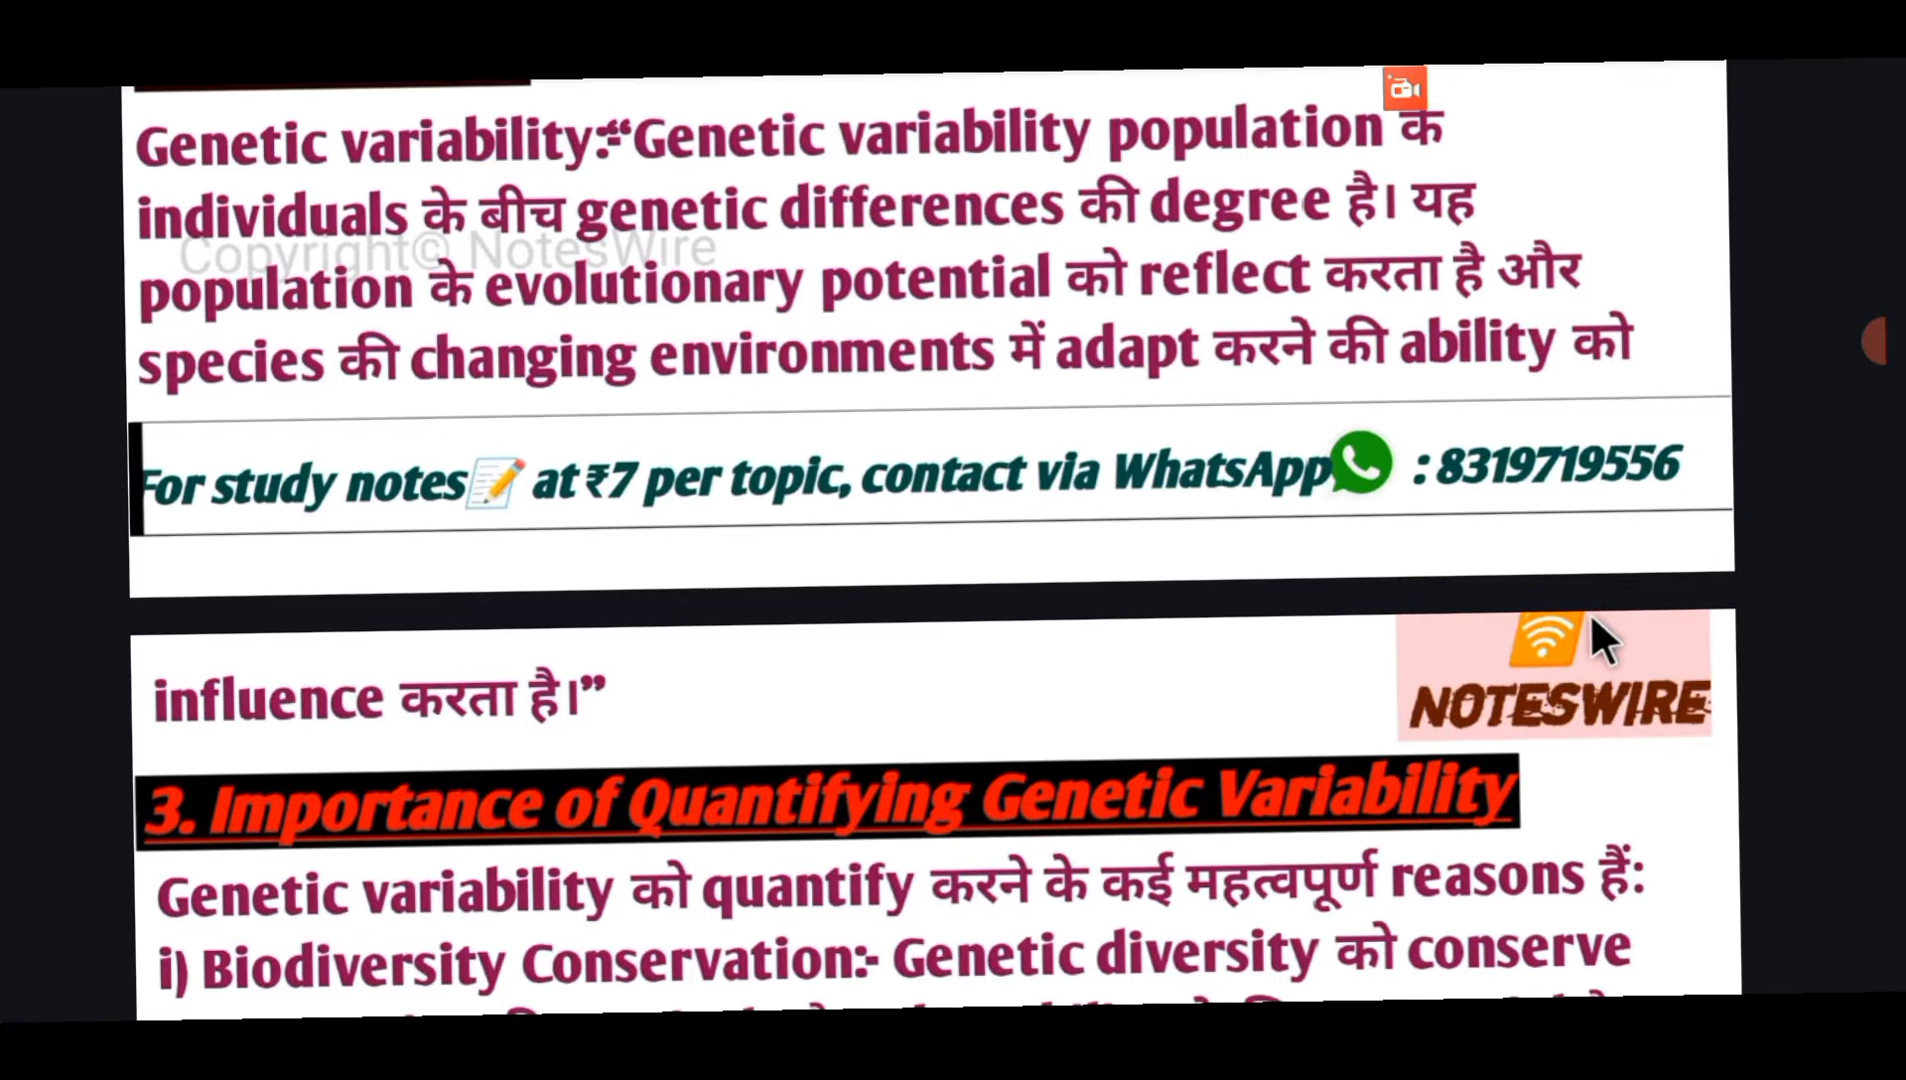 Genetic variability:-“Genetic variability population के
individuals के बीच genetic differences की degree है। यह
Copyright© NotesWire
population के evolutionary potential को reflect करता है और
species की changing environments में adapt करने की ability को
For study notes📝 at ₹7 per topic, contact via WhatsApp : 8319719556
influence करता है।”
NOTESWIRE
3. Importance of Quantifying Genetic Variability
Genetic variability को quantify करने के कई महत्वपूर्ण reasons हैं:
i) Biodiversity Conservation:- Genetic diversity को conserve